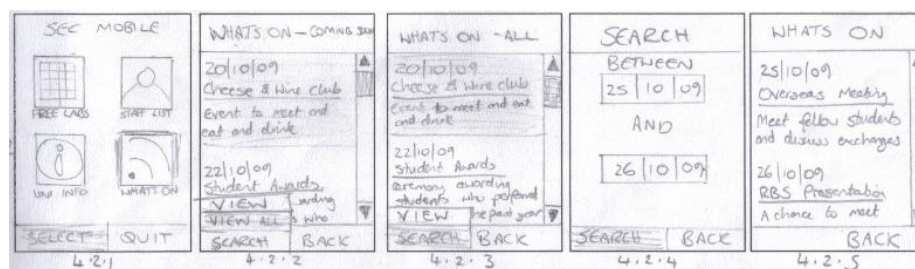 SEC MOBILE
FREE LABS STAFF LIST
UNI INFO WHATS ON
SELECT QUIT
4.2.1
WHATS ON - COMING SOON
20/10/09
Cheese & Wine club
Event to meet and
eat and drink
22/10/09
Student Awards
VIEW arding
VIEW ALL s who
SEARCH BACK
4.2.2
WHATS ON - ALL
20/10/09
Cheese & Wine club
Event to meet and eat
and drink
22/10/09
Student Awards
Ceremony awarding
students who
VIEW he past year
SEARCH BACK
4.2.3
SEARCH
BETWEEN
25/10/09
AND
26/10/09
SEARCH BACK
4.2.4
WHATS ON
25/10/09
Overseas Meeting
Meet fellow students
and discuss exchanges
26/10/09
RBS Presentation
A chance to meet
BACK
4.2.5